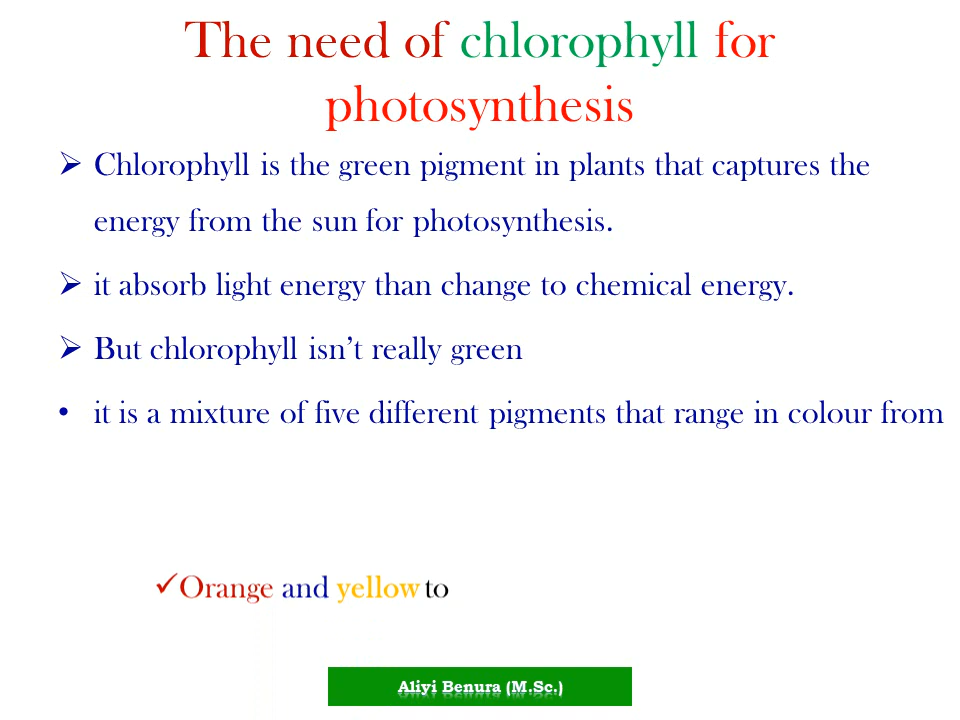 The need of chlorophyll for
photosynthesis
➢ Chlorophyll is the green pigment in plants that captures the
energy from the sun for photosynthesis.
➢ it absorb light energy than change to chemical energy.
➢ But chlorophyll isn't really green
• it is a mixture of five different pigments that range in colour from
✓ Orange and yellow to
Aliyi Benura (M.Sc.)